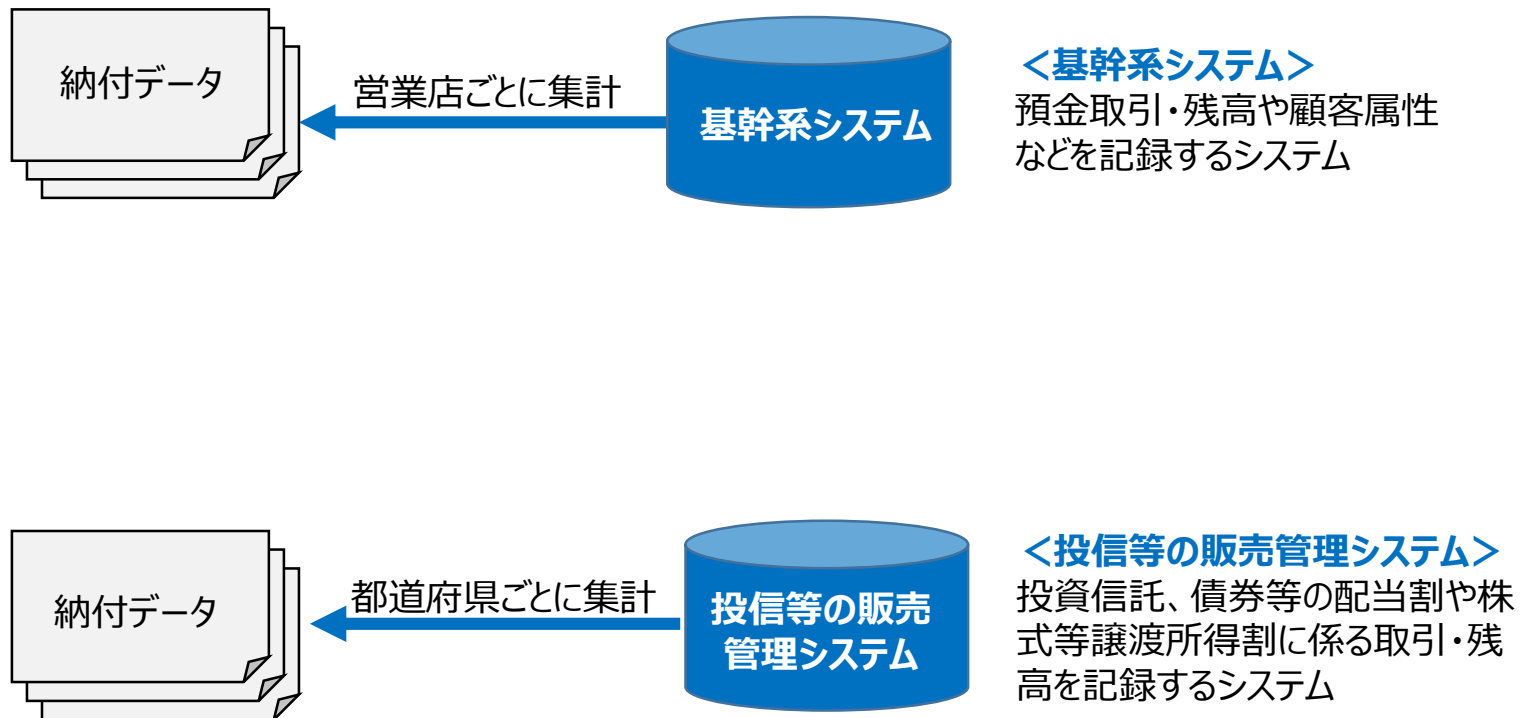 納付データ
営業店ごとに集計
基幹系システム
＜基幹系システム＞
預金取引・残高や顧客属性
などを記録するシステム
納付データ
都道府県ごとに集計
投信等の販売
管理システム
＜投信等の販売管理システム＞
投資信託、債券等の配当割や株
式等譲渡所得割に係る取引・残
高を記録するシステム